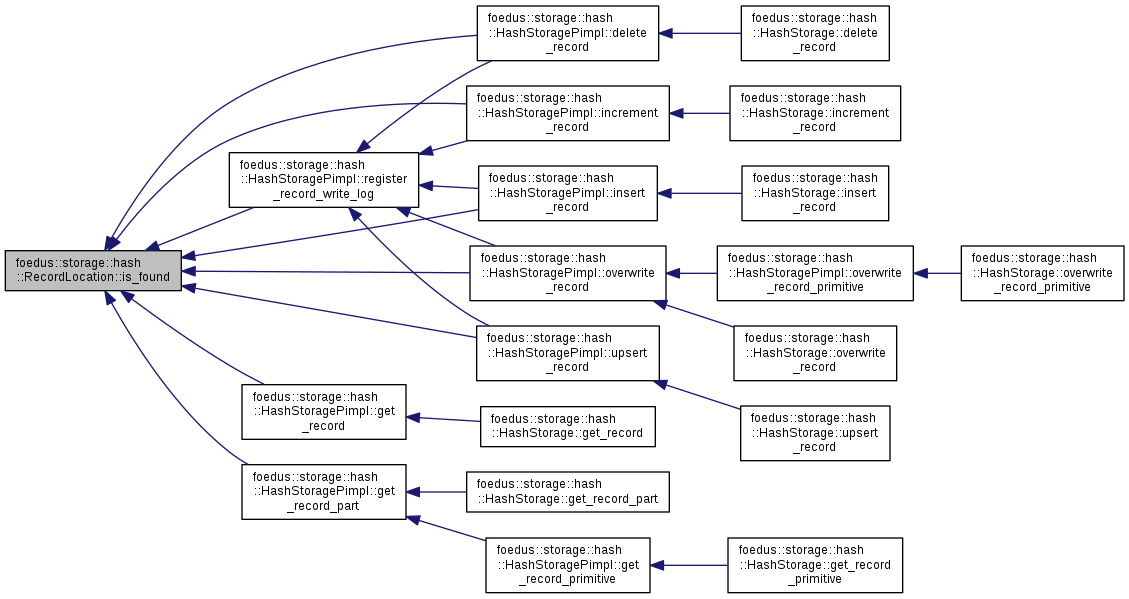 foedus::storage::hash
::RecordLocation::is_found
foedus::storage::hash
::HashStoragePimpl::register
_record_write_log
foedus::storage::hash
::HashStoragePimpl::get
_record
foedus::storage::hash
::HashStoragePimpl::get
_record_part
foedus::storage::hash
::HashStoragePimpl::delete
_record
foedus::storage::hash
::HashStoragePimpl::increment
_record
foedus::storage::hash
::HashStoragePimpl::insert
_record
foedus::storage::hash
::HashStoragePimpl::overwrite
_record
foedus::storage::hash
::HashStoragePimpl::upsert
_record
foedus::storage::hash
::HashStorage::get_record
foedus::storage::hash
::HashStorage::get_record_part
foedus::storage::hash
::HashStoragePimpl::get
_record_primitive
foedus::storage::hash
::HashStorage::delete
_record
foedus::storage::hash
::HashStorage::increment
_record
foedus::storage::hash
::HashStorage::insert
_record
foedus::storage::hash
::HashStoragePimpl::overwrite
_record_primitive
foedus::storage::hash
::HashStorage::overwrite
_record
foedus::storage::hash
::HashStorage::upsert
_record
foedus::storage::hash
::HashStorage::get_record
_primitive
foedus::storage::hash
::HashStorage::overwrite
_record_primitive